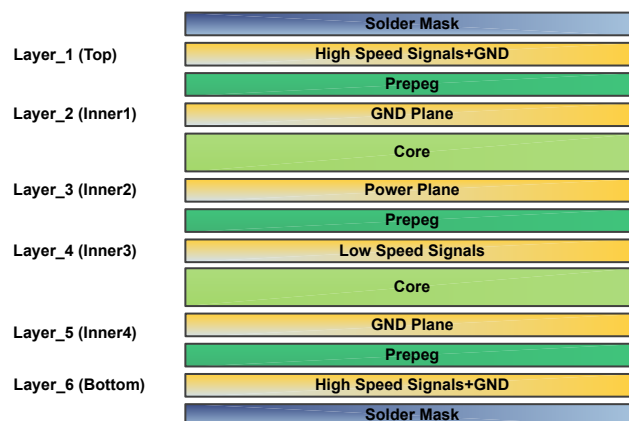 Solder Mask
Layer_1 (Top) High Speed Signals+GND
Prepeg
Layer_2 (Inner1) GND Plane
Core
Layer_3 (Inner2) Power Plane
Prepeg
Layer_4 (Inner3) Low Speed Signals
Core
Layer_5 (Inner4) GND Plane
Prepeg
Layer_6 (Bottom) High Speed Signals+GND
Solder Mask